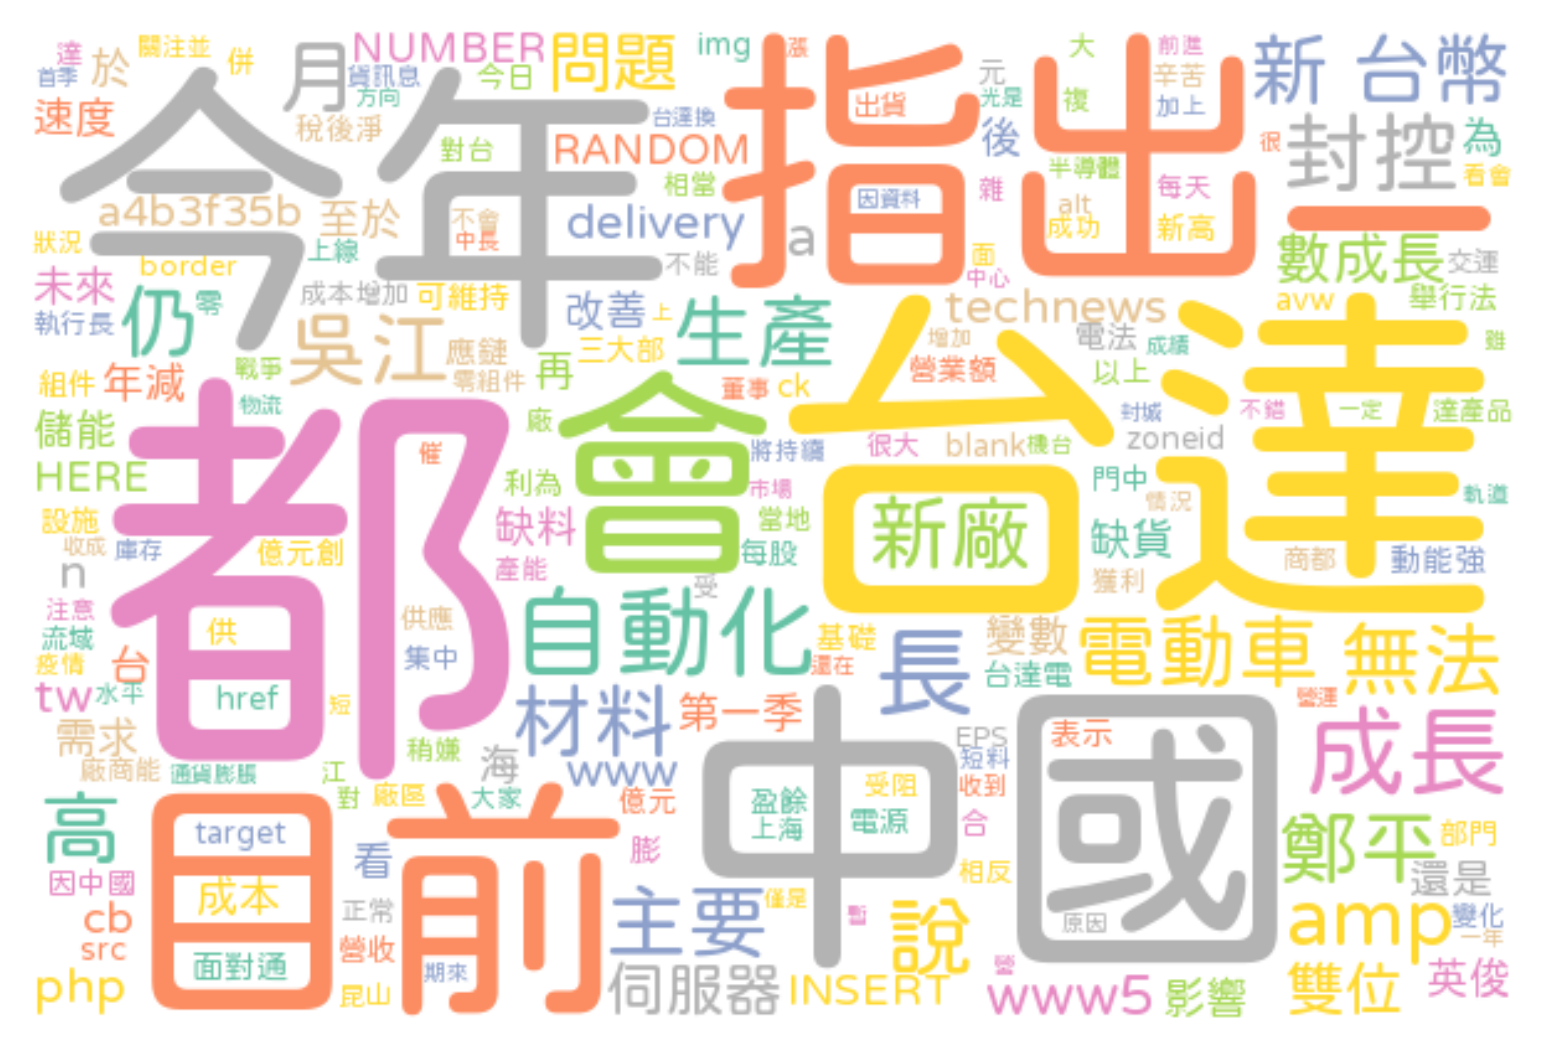 達
關注並
併
月
NUMBER
問題
img
漲
大
前進
新
台幣
首季
於
貨訊息
今日
元
辛苦
方向
速度
稅後淨
今年
台達換
指出
出貨
光是
複
加上
對台
RANDOM
後
很
封控
為
相當
半導體
每天
看會
a4b3f35b
至於
不會
中長
delivery
a
因資料
雜
alt
成功
新高
一
狀況
上線
border
不能
面
中心
數成長
交運
未來
仍
零
成本增加
可維持
改善
上
生產
technews
avw
舉行法
執行長
吳江
應鏈
三大部
增加
電法
成績
組件
年減
戰爭
零組件
再
董事
ck
營業額
以上
台達
儲能
物流
都
催
廠
會
將持續
很大
blank
機台
封城
zoneid
不錯
一定
達產品
HERE
利為
市場
門中
情況
軌道
設施
收成
庫存
億元創
缺料
當地
每股
新廠
缺貨
商都
動能強
n
產能
受
獲利
注意
流域
疫情
供
供應
集中
自動化
基礎
還在
長
變數
台達電
電動車
無法
台
tw
水平
href
短
材料
第一季
營運
需求
廠商能
通貨膨脹
稍嫌
海
www
EPS
短料
收到
表示
成長
江
對
廠區
大家
億元
中國
盈餘
上海
受阻
電源
高
目前
target
看
膨
合
鄭平
部門
因中國
成本
相反
還是
cb
src
正常
營收
主要
僅是
說
原因
amp
變化
一年
php
面對通
昆山
期來
伺服器
INSERT
www5
影響
雙位
英俊